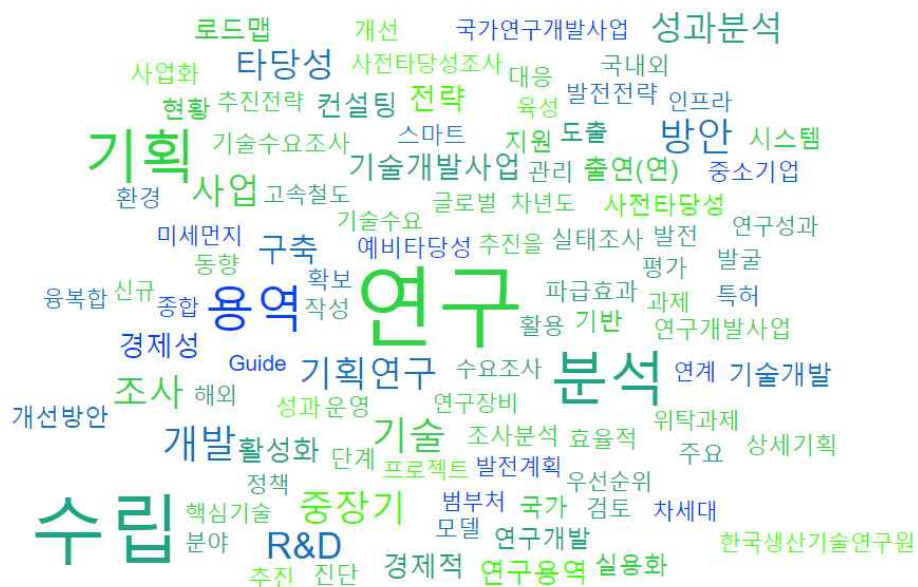 로드맵 개선 국가연구개발사업 성과분석
사업화 타당성 사전타당성조사 대응 국내외
현황 추진전략 컨설팅 전략 육성 발전전략 인프라
기획 기술수요조사 스마트 지원 도출 방안 시스템
사업 고속철도 기술개발사업 관리 출연(연) 중소기업
환경 기술수요 글로벌 차년도 사전타당성 연구성과
미세먼지 구축 예비타당성 추진을 실태조사 발전
동향 확보 연구 평가 발굴
융복합 신규 종합 용역 작성 파급효과 과제 특허
활용 기반 연구개발사업
경제성 Guide 기획연구 수요조사 분석 연계 기술개발
조사 해외
개선방안 성과 운영 연구장비 위탁과제
개발 활성화 기술 조사분석 효율적 주요 상세기획
단계 프로젝트 발전계획 우선순위
수립 정책
핵심기술 중장기 범부처 국가 검토 차세대
분야 R&D 모델 연구개발 한국생산기술연구원
추진 진단 경제적 연구용역 실용화